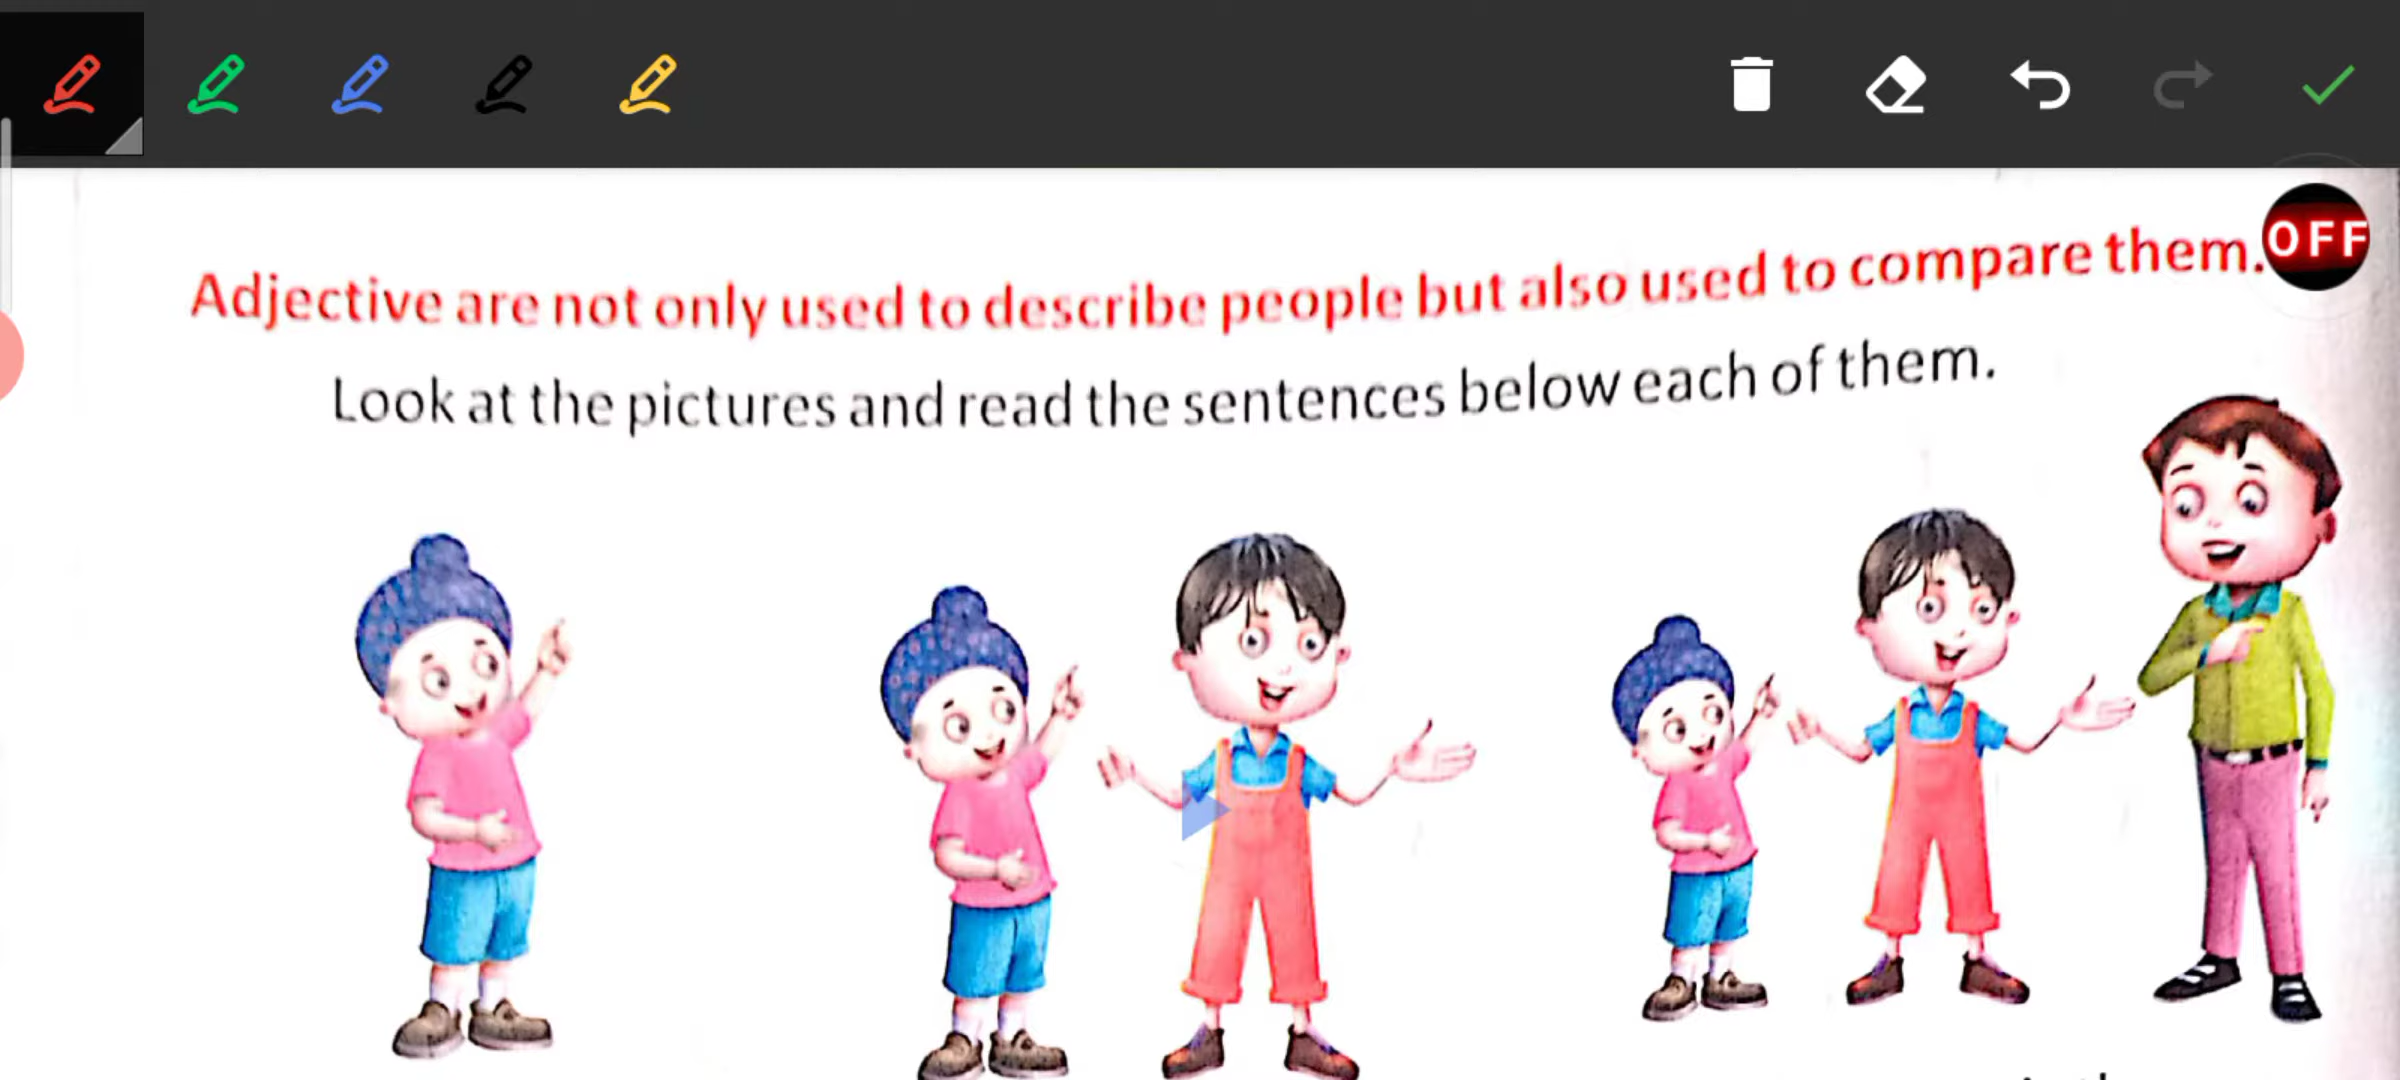 Adjective are not only used to describe people but also used to compare them.
OFF
Look at the pictures and read the sentences below each of them.